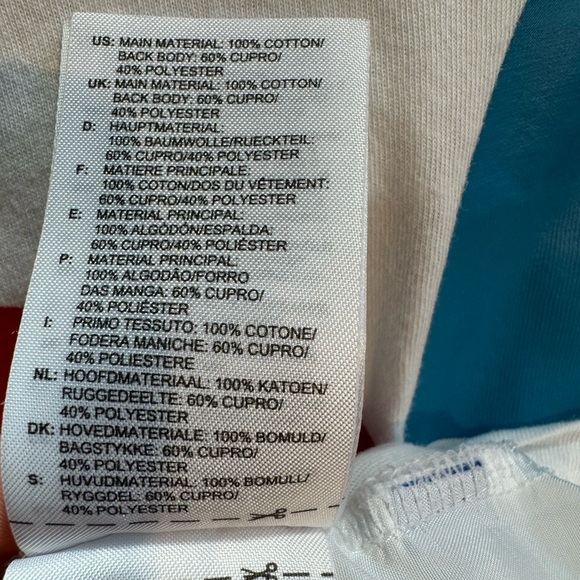 US: MAIN MATERIAL: 100% COTTON/
BACK BODY: 60% CUPRO/
40% POLYESTER
UK: MAIN MATERIAL: 100% COTTON/
BACK BODY: 60% CUPRO/
40% POLYESTER
D: HAUPTMATERIAL:
100% BAUMWOLLE/RUECKTEIL:
60% CUPRO/40% POLYESTER
F: MATIERE PRINCIPALE:
100% COTON/DOS DU VÊTEMENT:
60% CUPRO/40% POLYESTER
E: MATERIAL PRINCIPAL:
100% ALGODÓN/ESPALDA:
60% CUPRO/40% POLIÉSTER
P: MATERIAL PRINCIPAL:
100% ALGODÃO/FORRO
DAS MANGA: 60% CUPRO/
40% POLIÉSTER
I: PRIMO TESSUTO: 100% COTONE/
FODERA MANICHE: 60% CUPRO/
40% POLIESTERE
NL: HOOFDMATERIAAL: 100% KATOEN/
RUGGEDEELTE: 60% CUPRO/
40% POLYESTER
DK: HOVEDMATERIALE: 100% BOMULD/
BAGSTYKKE: 60% CUPRO/
40% POLYESTER
S: HUVUDMATERIAL: 100% BOMULL/
RYGGDEL: 60% CUPRO/
40% POLYESTER